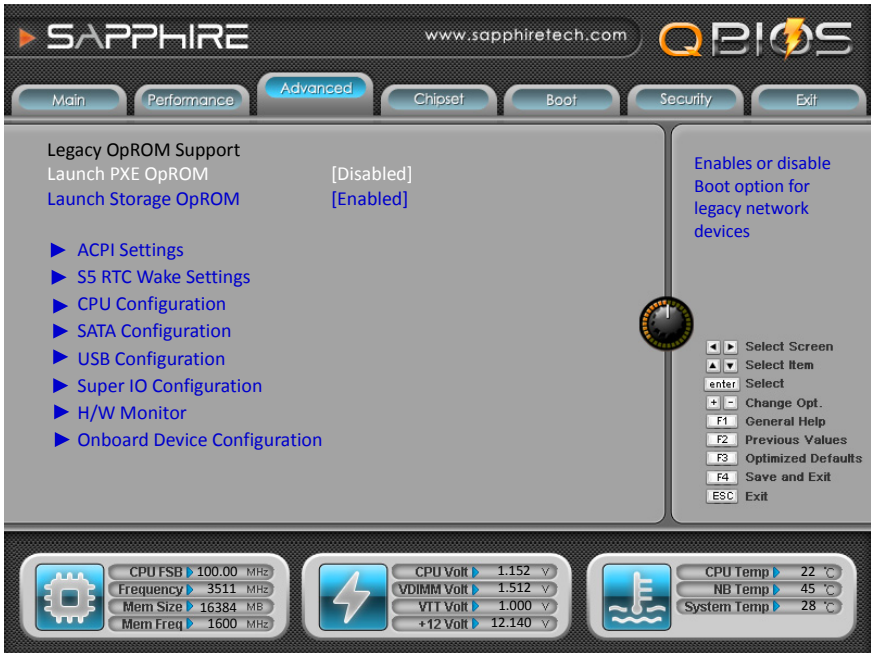 SAPPHIRE
www.sapphiretech.com
QBIOS
Main Performance Advanced Chipset Boot Security Exit
Legacy OpROM Support
Launch PXE OpROM [Disabled]
Launch Storage OpROM [Enabled]
ACPI Settings
S5 RTC Wake Settings
CPU Configuration
SATA Configuration
USB Configuration
Super IO Configuration
H/W Monitor
Onboard Device Configuration
Enables or disable
Boot option for
legacy network
devices
Select Screen
Select Item
enter Select
+ - Change Opt.
F1 General Help
F2 Previous Values
F3 Optimized Defaults
F4 Save and Exit
ESC Exit
CPU FSB 100.00 MHz
Frequency 3511 MHz
Mem Size 16384 MB
Mem Freq 1600 MHz
CPU Volt 1.152 V
VDIMM Volt 1.512 V
VTT Volt 1.000 V
+12 Volt 12.140 V
CPU Temp 22 °C
NB Temp 45 °C
System Temp 28 °C